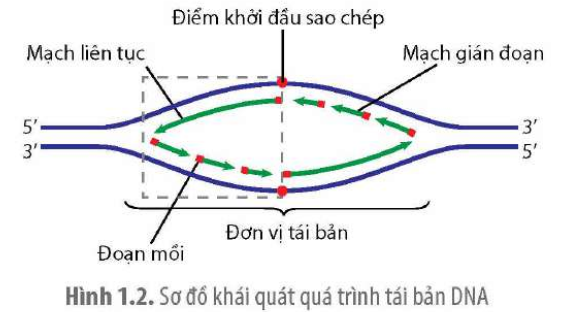 Điểm khởi đầu sao chép
Mạch liên tục
Mạch gián đoạn
5′
3′
3′
5′
Đơn vị tái bản
Đoạn mồi
Hình 1.2. Sơ đồ khái quát quá trình tái bản DNA